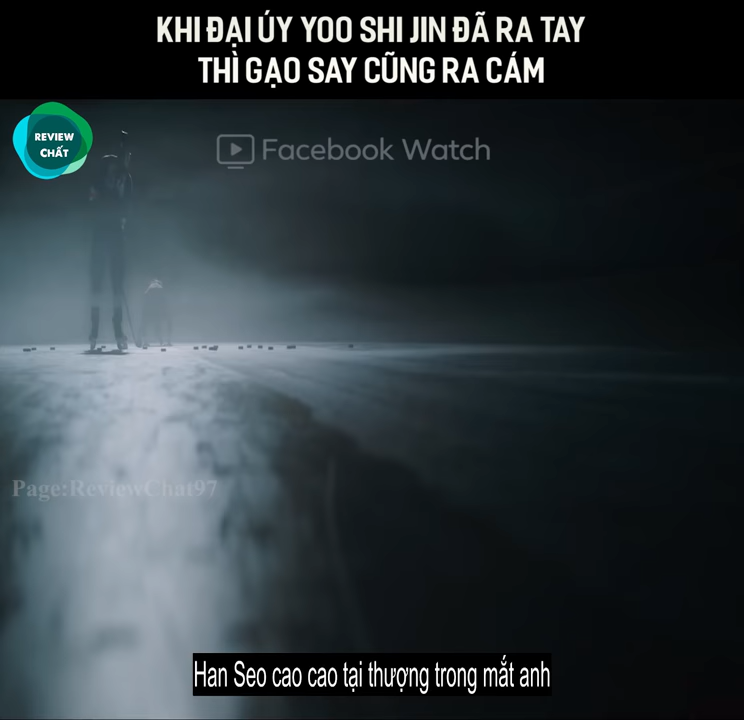 KHI ĐẠI ÚY YOO SHI JIN ĐÃ RA TAY
THÌ GẠO SAY CŨNG RA CÁM
REVIEW
CHẤT
Facebook Watch
Page:ReviewChat97
Han Seo cao cao tại thượng trong mắt anh